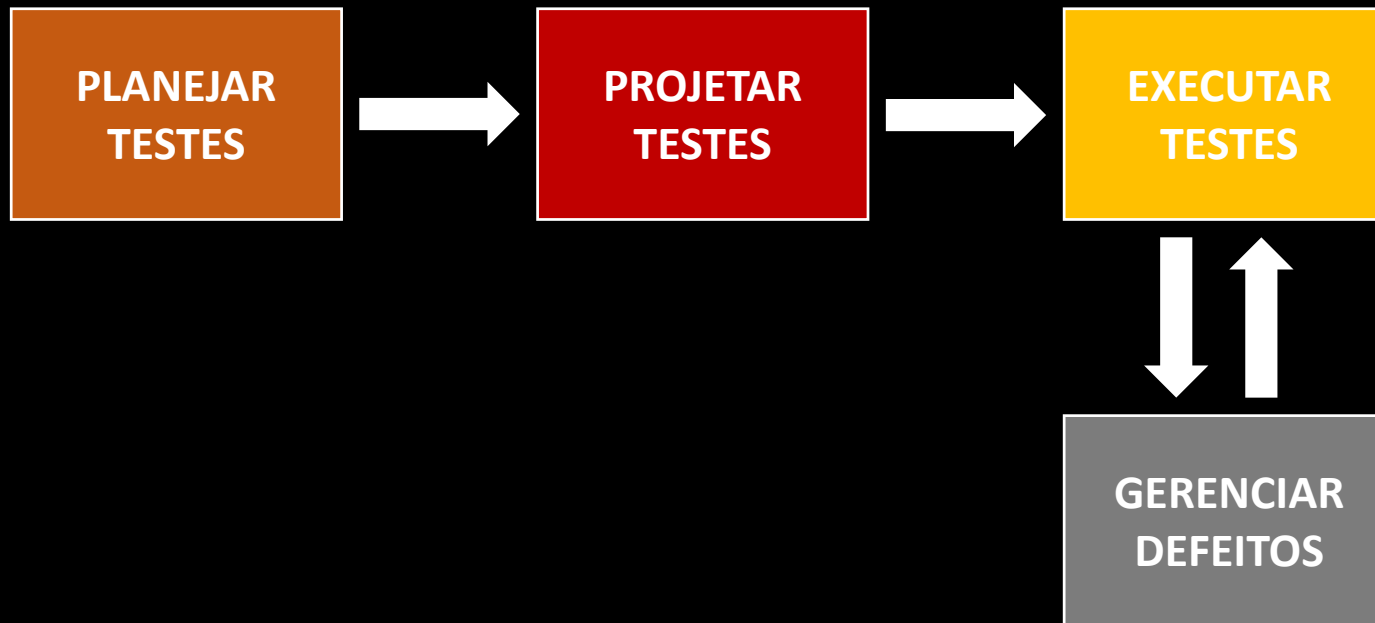 PLANEJAR
TESTES
PROJETAR
TESTES
EXECUTAR
TESTES
GERENCIAR
DEFEITOS